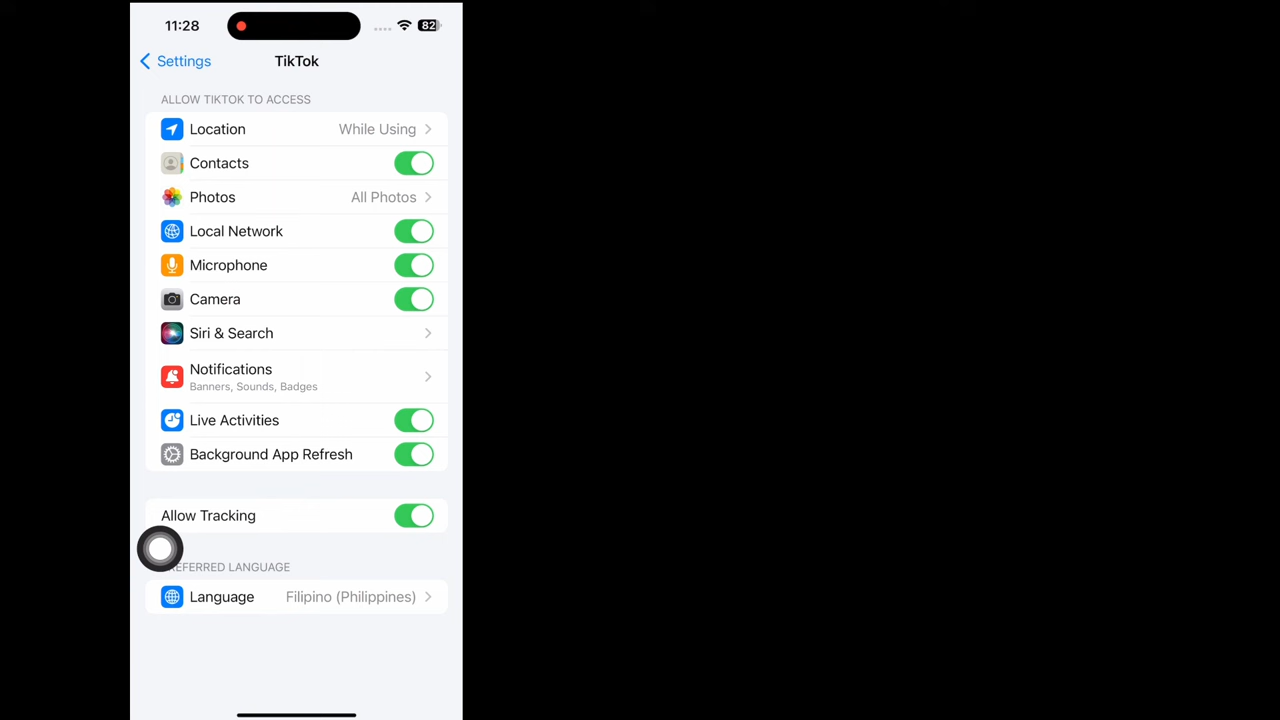 11:28
82
Settings
TikTok
ALLOW TIKTOK TO ACCESS
Location While Using
Contacts
Photos All Photos
Local Network
Microphone
Camera
Siri & Search
Notifications
Banners, Sounds, Badges
Live Activities
Background App Refresh
Allow Tracking
REFERRED LANGUAGE
Language Filipino (Philippines)